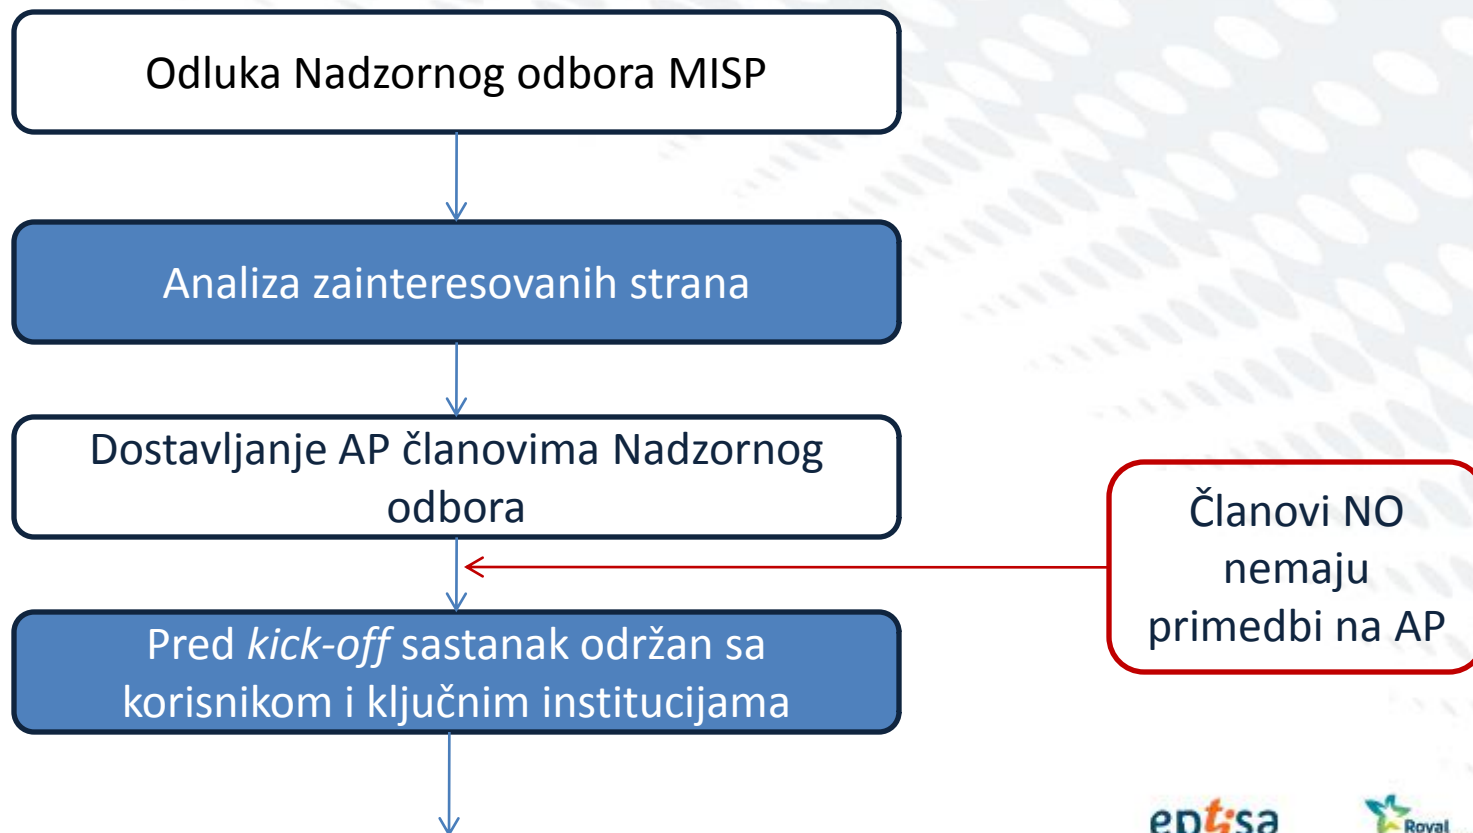 Odluka Nadzornog odbora MISP
Analiza zainteresovanih strana
Dostavljanje AP članovima Nadzornog
odbora
Članovi NO
nemaju
primedbi na AP
Pred kick-off sastanak održan sa
korisnikom i ključnim institucijama
eptisa
Royal